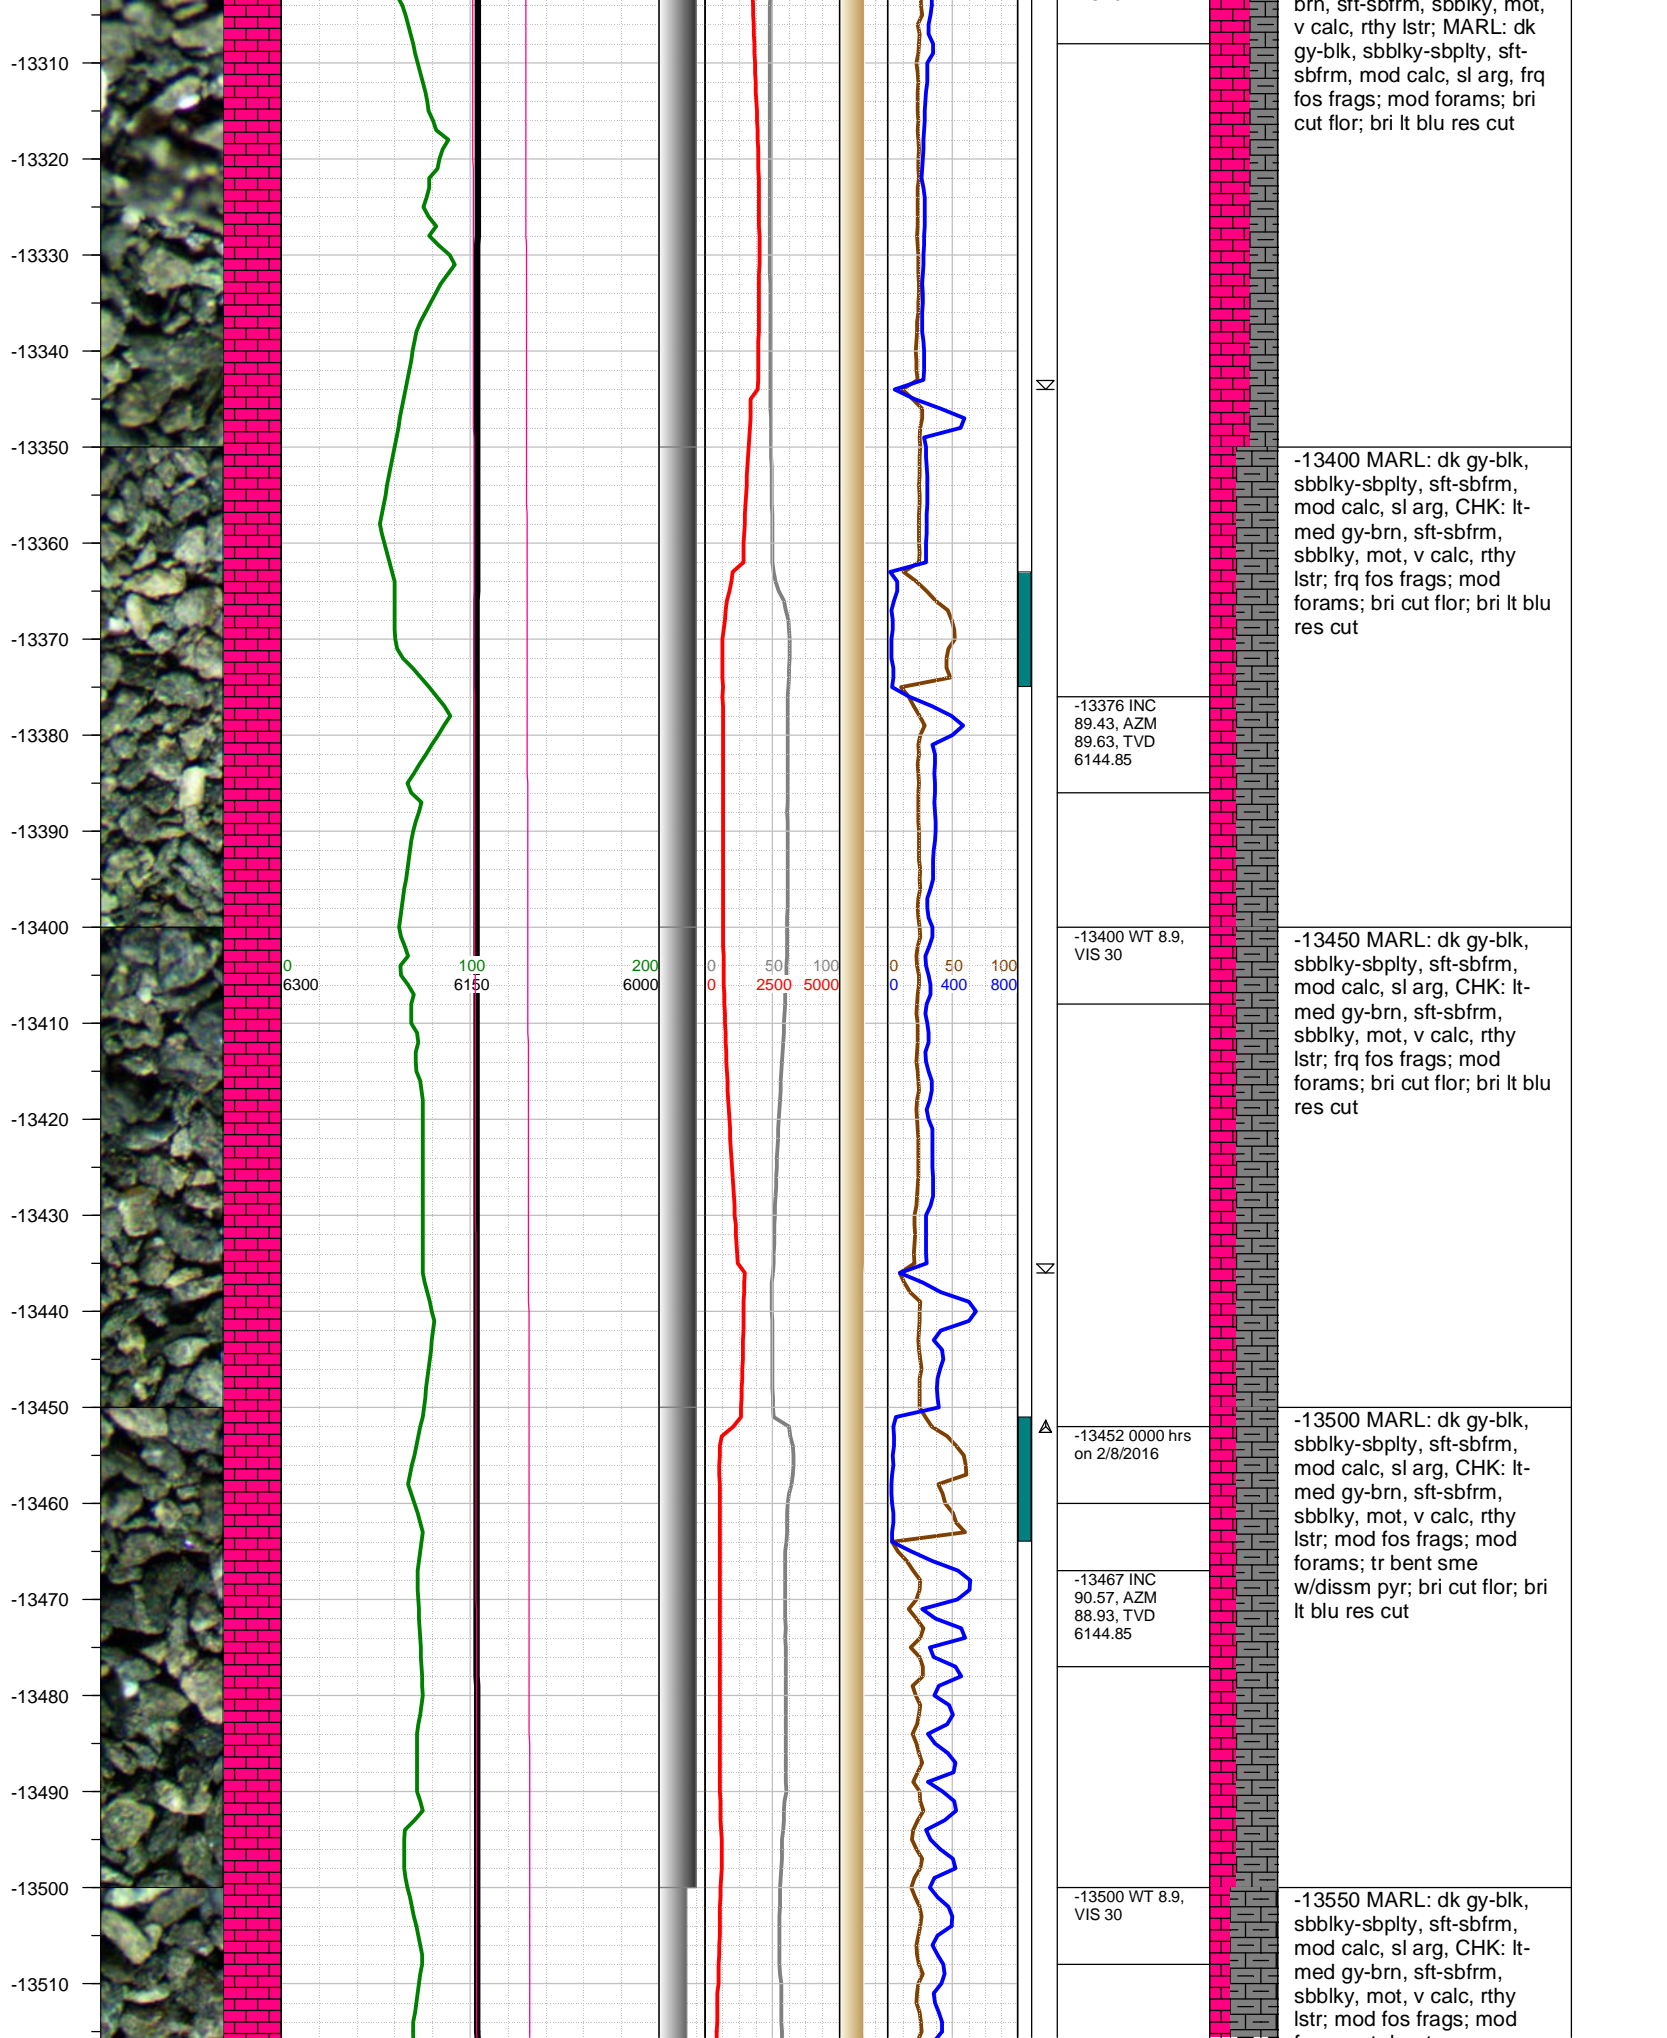 brn, sft-sbfrm, sbblky, mot,
v calc, rthy lstr; MARL: dk
gy-blk, sbblky-sbplty, sft-
sbfrm, mod calc, sl arg, frq
fos frags; mod forams; bri
cut flor; bri lt blu res cut
-13310
-13320
-13330
-13340
-13350
-13400 MARL: dk gy-blk,
sbblky-sbplty, sft-sbfrm,
mod calc, sl arg, CHK: lt-
med gy-brn, sft-sbfrm,
sbblky, mot, v calc, rthy
lstr; frq fos frags; mod
forams; bri cut flor; bri lt blu
res cut
-13360
-13370
-13376 INC
89.43, AZM
89.63, TVD
6144.85
-13380
-13390
-13400
-13400 WT 8.9,
VIS 30
-13450 MARL: dk gy-blk,
sbblky-sbplty, sft-sbfrm,
mod calc, sl arg, CHK: lt-
med gy-brn, sft-sbfrm,
sbblky, mot, v calc, rthy
lstr; frq fos frags; mod
forams; bri cut flor; bri lt blu
res cut
0 100 200 0 50 100 0 50 100
6300 6150 6000 0 2500 5000 0 400 800
-13410
-13420
-13430
-13440
-13450
-13452 0000 hrs
on 2/8/2016
-13500 MARL: dk gy-blk,
sbblky-sbplty, sft-sbfrm,
mod calc, sl arg, CHK: lt-
med gy-brn, sft-sbfrm,
sbblky, mot, v calc, rthy
lstr; mod fos frags; mod
forams; tr bent sme
w/dissm pyr; bri cut flor; bri
lt blu res cut
-13460
-13467 INC
90.57, AZM
88.93, TVD
6144.85
-13470
-13480
-13490
-13500
-13500 WT 8.9,
VIS 30
-13550 MARL: dk gy-blk,
sbblky-sbplty, sft-sbfrm,
mod calc, sl arg, CHK: lt-
med gy-brn, sft-sbfrm,
sbblky, mot, v calc, rthy
lstr; mod fos frags; mod
-13510